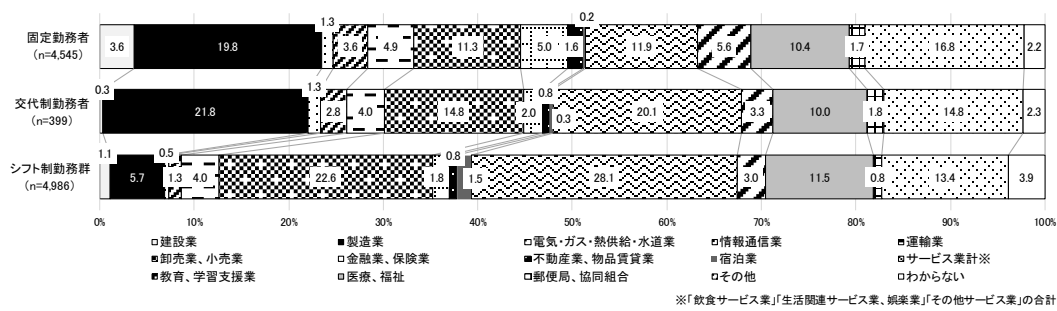 1.3
0.2
固定勤務者
(n=4,545)
3.6 19.8 3.6 4.9 11.3 5.0 1.6 11.9 5.6 10.4 1.7 16.8 2.2
0.3 1.3 0.8
交代制勤務者
(n=399)
21.8 2.8 4.0 14.8 2.0 0.3 20.1 3.3 10.0 1.8 14.8 2.3
1.1 0.5 0.8
シフト制勤務群
(n=4,986)
5.7 1.3 4.0 22.6 1.8 1.5 28.1 3.0 11.5 0.8 13.4 3.9
0% 10% 20% 30% 40% 50% 60% 70% 80% 90% 100%
建設業 製造業 電気・ガス・熱供給・水道業 情報通信業 運輸業
卸売業、小売業 金融業、保険業 不動産業、物品賃貸業 宿泊業 サービス業計※
教育、学習支援業 医療、福祉 郵便局、協同組合 その他 わからない
※「飲食サービス業」「生活関連サービス業、娯楽業」「その他サービス業」の合計